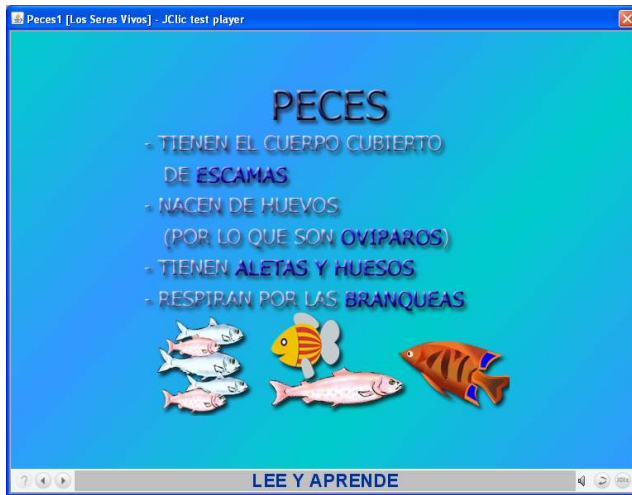 Peces1 [Los Seres Vivos] - JClic test player
PECES
- TIENEN EL CUERPO CUBIERTO
DE ESCAMAS
- NACEN DE HUEVOS
(POR LO QUE SON OVÍPAROS)
- TIENEN ALETAS Y HUESOS
- RESPIRAN POR LAS BRANQUEAS
?
LEE Y APRENDE